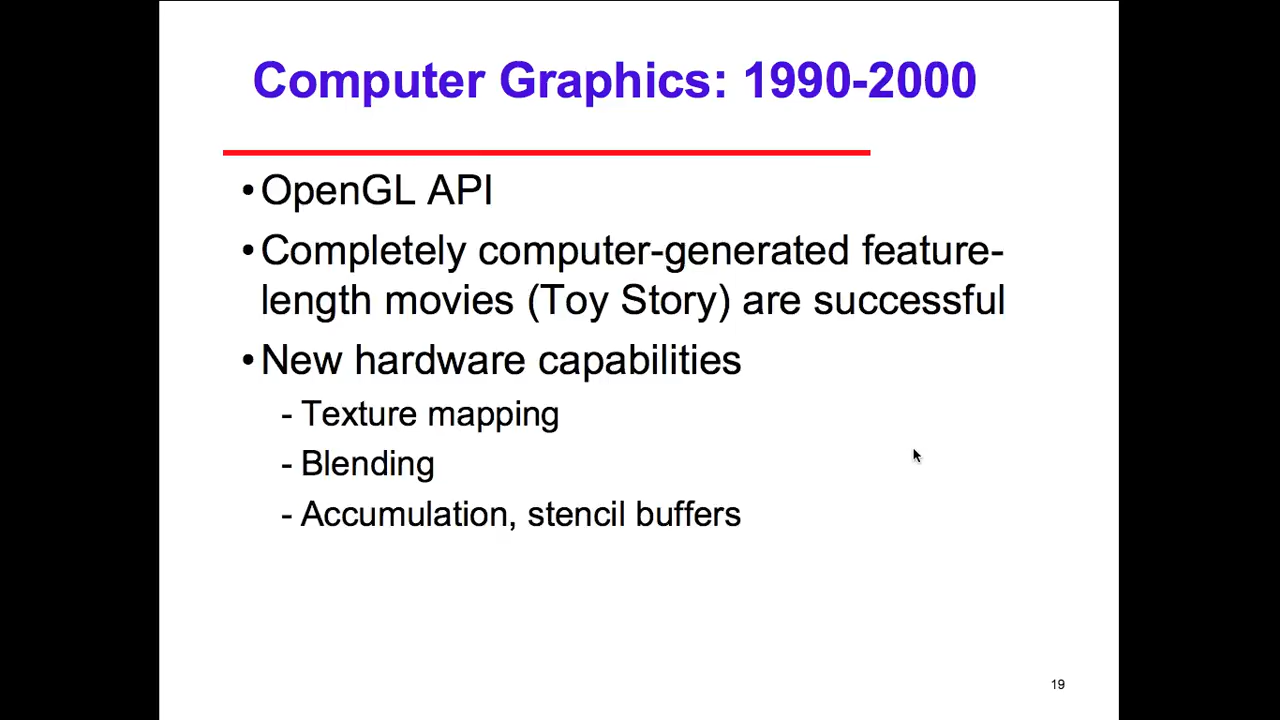 Computer Graphics: 1990-2000
•OpenGL API
•Completely computer-generated feature-
length movies (Toy Story) are successful
•New hardware capabilities
- Texture mapping
- Blending
- Accumulation, stencil buffers
19